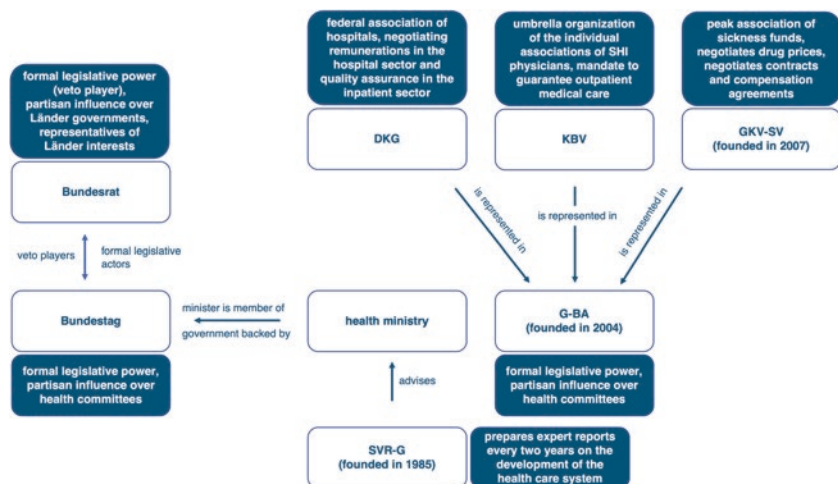 federal association of
hospitals, negotiating
remunerations in the
hospital sector and
quality assurance in the
inpatient sector
DKG
umbrella organization
of the individual
associations of SHI
physicians, mandate to
guarantee outpatient
medical care
KBV
peak association of
sickness funds,
negotiates drug prices,
negotiates contracts
and compensation
agreements
GKV-SV
(founded in 2007)
formal legislative power
(veto player),
partisan influence over
Länder governments,
representatives of
Länder interests
Bundesrat
is represented in
is represented in
is represented in
veto players
formal legislative
actors
Bundestag
minister is member of
government backed by
health ministry
G-BA
(founded in 2004)
formal legislative power,
partisan influence over
health committees
advises
formal legislative power,
partisan influence over
health committees
SVR-G
(founded in 1985)
prepares expert reports
every two years on the
development of the
health care system